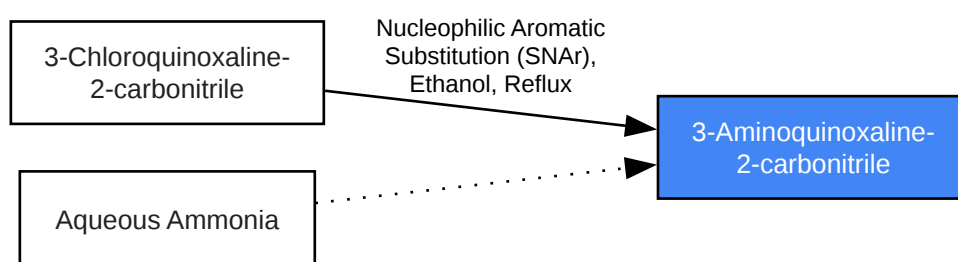 3-Chloroquinoxaline-
2-carbonitrile
Nucleophilic Aromatic
Substitution (SNAr),
Ethanol, Reflux
3-Aminoquinoxaline-
2-carbonitrile
Aqueous Ammonia